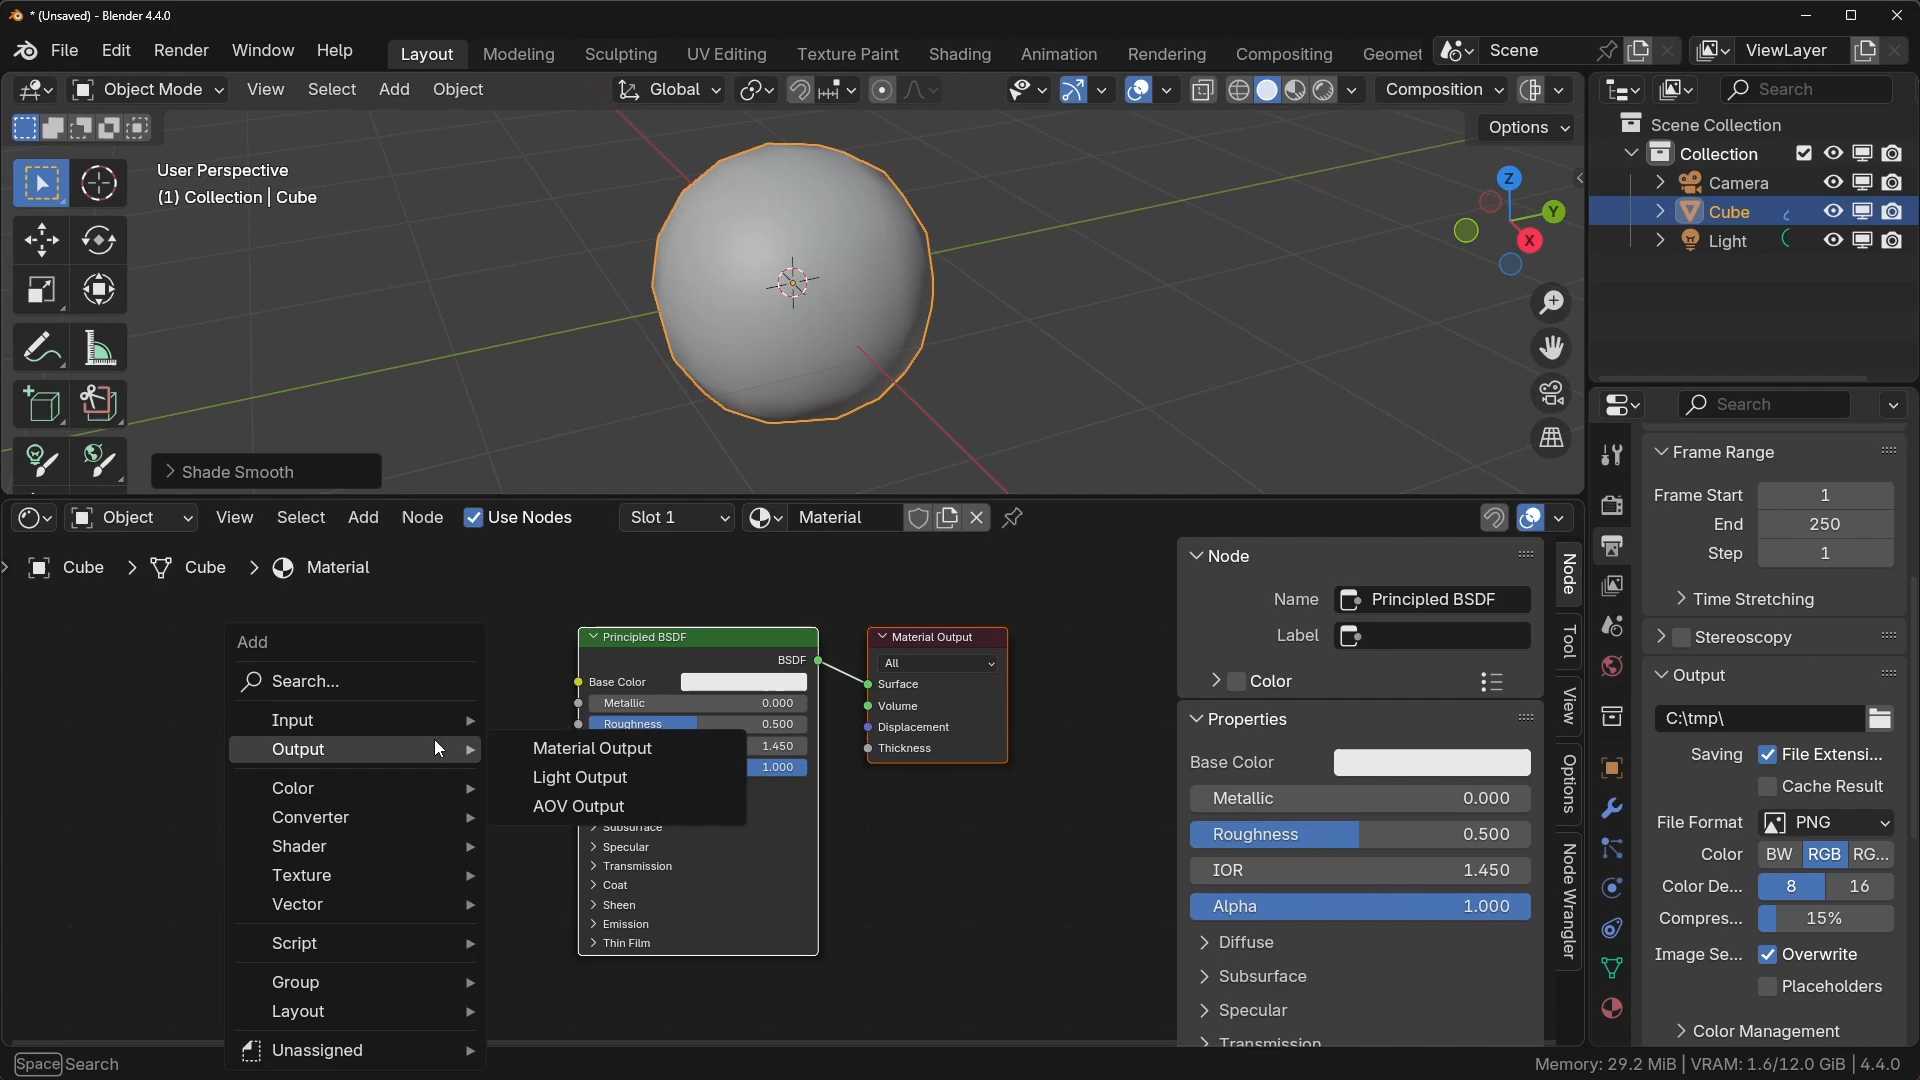 * (Unsaved) - Blender 4.4.0
File Edit Render Window Help
Layout Modeling Sculpting UV Editing Texture Paint Shading Animation Rendering Compositing Geomet
Scene
ViewLayer
Object Mode View Select Add Object
Global
Composition
Search
Options
User Perspective
(1) Collection | Cube
Z
Y
X
Shade Smooth
Scene Collection
Collection
Camera
Cube
Light
Search
Frame Range
Frame Start 1
End 250
Step 1
Time Stretching
Stereoscopy
Output
C:\tmp\
Saving File Extensi...
Cache Result
File Format PNG
Color BW RGB RG...
Color De... 8 16
Compres... 15%
Image Se... Overwrite
Placeholders
Color Management
Object View Select Add Node Use Nodes Slot 1 Material
Cube Cube Material
Add
Search...
Input
Output
Color
Converter
Shader
Texture
Vector
Script
Group
Layout
Unassigned
Material Output
Light Output
AOV Output
Principled BSDF
BSDF
Base Color
Metallic 0.000
Roughness 0.500
1.450
1.000
Subsurface
Specular
Transmission
Coat
Sheen
Emission
Thin Film
Material Output
All
Surface
Volume
Displacement
Thickness
Node
Name Principled BSDF
Label
Color
Properties
Base Color
Metallic 0.000
Roughness 0.500
IOR 1.450
Alpha 1.000
Diffuse
Subsurface
Specular
Transmission
Node
Tool
View
Options
Node Wrangler
Space Search
Memory: 29.2 MiB | VRAM: 1.6/12.0 GiB | 4.4.0